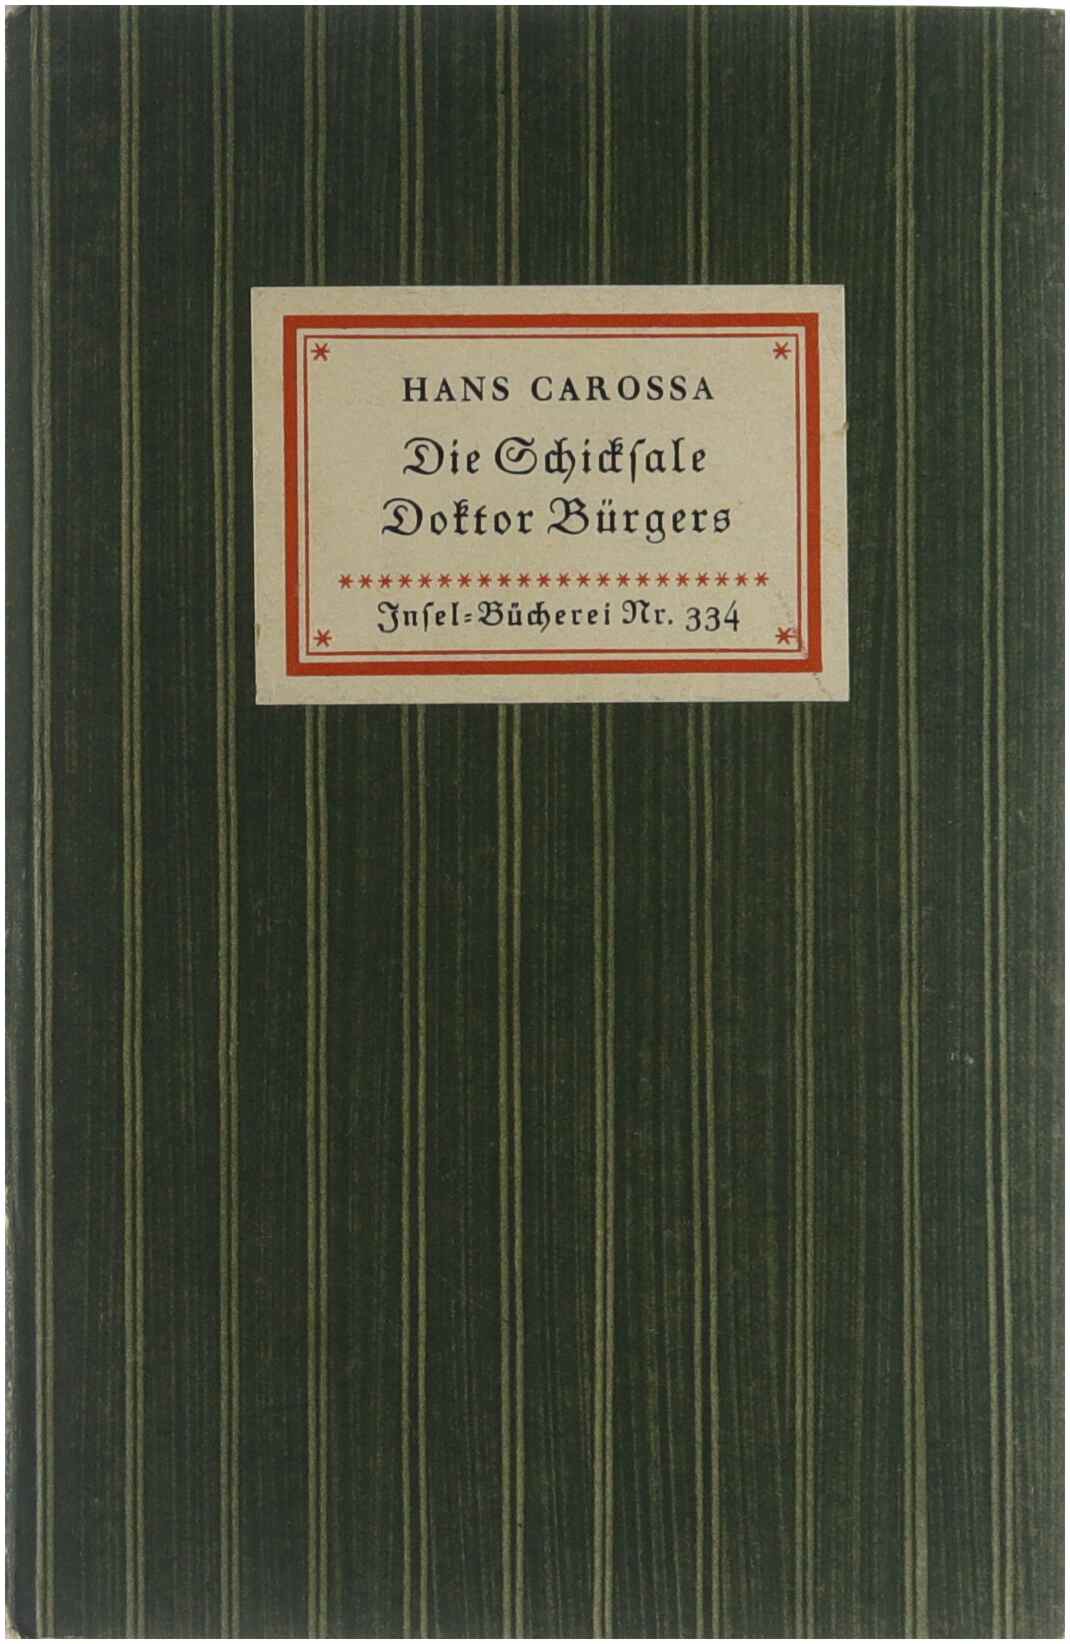 HANS CAROSSA
Die Schickſale
Doktor Bürgers
***********************
Inſel=Bücherei Nr. 334